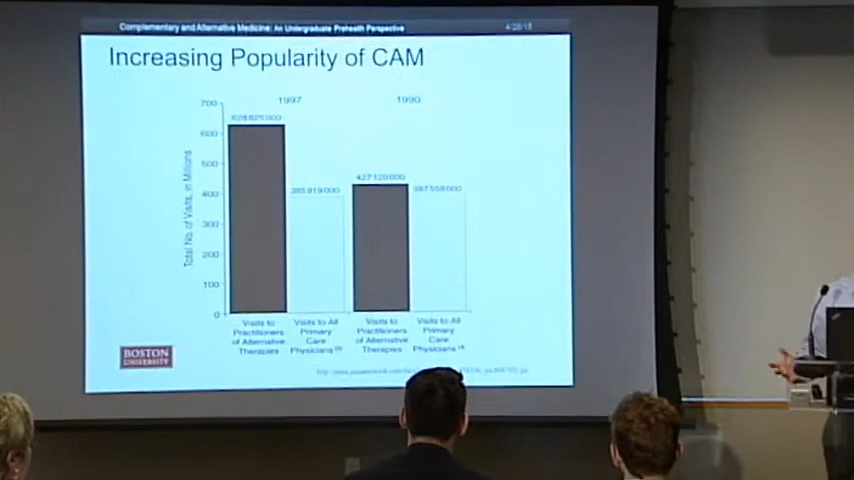 Complementary and Alternative Medicine: An Undergraduate Prehealth Perspective 4/28/15
Increasing Popularity of CAM
1997 1990
Total No. of Visits, in Millions
700
600
500
400
300
200
100
0
628 825 000
385 919 000
427 120 000
387 558 000
Visits to
Practitioners
of Alternative
Therapies
Visits to All
Primary
Care
Physicians
Visits to
Practitioners
of Alternative
Therapies
Visits to All
Primary
Care
Physicians
BOSTON
UNIVERSITY